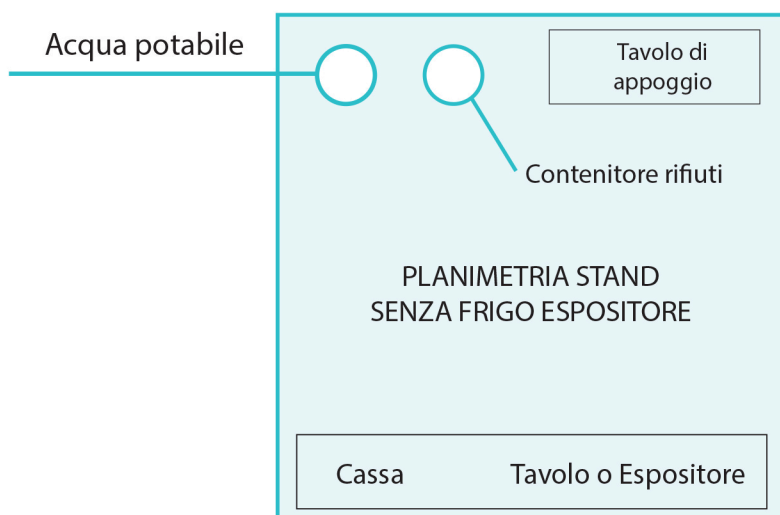 Acqua potabile
Tavolo di
appoggio
Contenitore rifiuti
PLANIMETRIA STAND
SENZA FRIGO ESPOSITORE
Cassa
Tavolo o Espositore